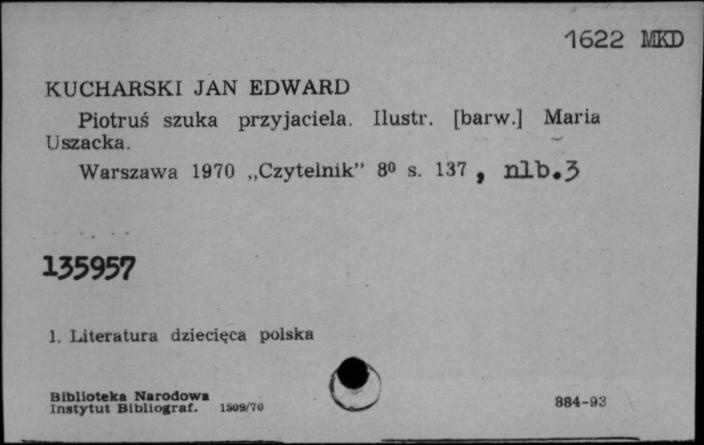 1622 MKD
KUCHARSKI JAN EDWARD
Piotruś szuka przyjaciela. Ilustr. [barw.] Maria
Uszacka.
Warszawa 1970 „Czytelnik” 8⁰ s. 137, nlb.3
135957
1. Literatura dziecięca polska
Biblioteka Narodowa
Instytut Bibliograf. 1509/70
884-93